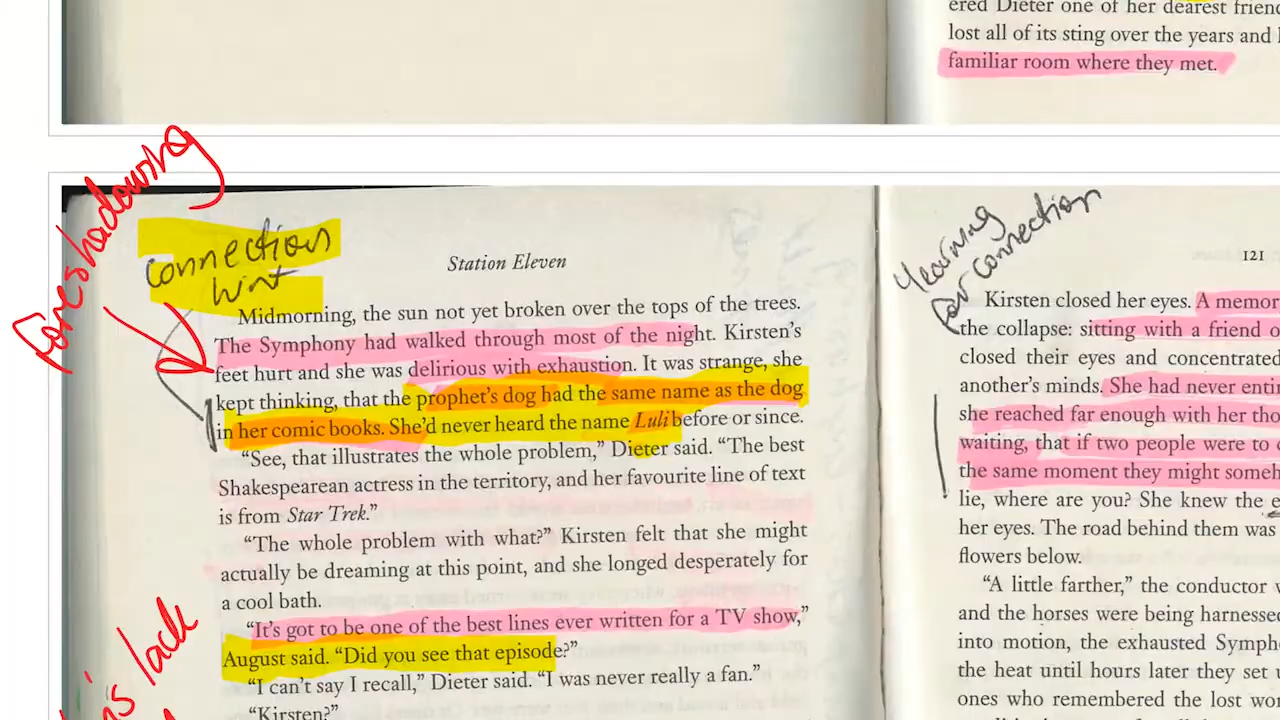 ered Dieter one of her dearest friend
lost all of its sting over the years and
familiar room where they met.
Foreshadowing
connection
hint
Station Eleven
Midmorning, the sun not yet broken over the tops of the trees.
The Symphony had walked through most of the night. Kirsten's
feet hurt and she was delirious with exhaustion. It was strange, she
kept thinking, that the prophet's dog had the same name as the dog
in her comic books. She'd never heard the name Luli before or since.
“See, that illustrates the whole problem,” Dieter said. “The best
Shakespearean actress in the territory, and her favourite line of text
is from Star Trek.”
“The whole problem with what?” Kirsten felt that she might
actually be dreaming at this point, and she longed desperately for
a cool bath.
“It's got to be one of the best lines ever written for a TV show,”
August said. “Did you see that episode?”
“I can't say I recall,” Dieter said. “I was never really a fan.”
“Kirsten?”
's lack
Yearning
for connection
121
Kirsten closed her eyes. A memor
the collapse: sitting with a friend o
closed their eyes and concentrated
another's minds. She had never entir
she reached far enough with her tho
waiting, that if two people were to
the same moment they might someh
lie, where are you? She knew the
her eyes. The road behind them was
flowers below.
“A little farther,” the conductor
and the horses were being harnessed
into motion, the exhausted Symph
the heat until hours later they set
ones who remembered the lost wo